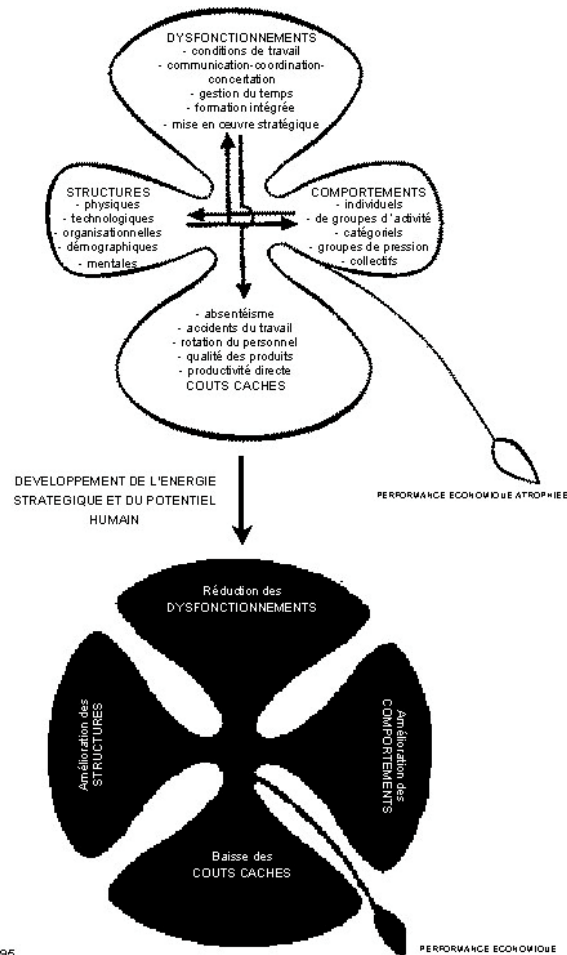 DYSFONCTIONNEMENTS
- conditions de travail
- communication-coordination-
concertation
- gestion du temps
- formation intégrée
- mise en œuvre stratégique
STRUCTURES
- physiques
- technologiques
- organisationnelles
- démographiques
- mentales
COMPORTEMENTS
- individuels
- de groupes d'activité
- catégoriels
- groupes de pression
- collectifs
- absentéisme
- accidents du travail
- rotation du personnel
- qualité des produits
- productivité directe
COUTS CACHES
DEVELOPPEMENT DE L'ENERGIE
STRATEGIQUE ET DU POTENTIEL
HUMAIN
PERFORMANCE ECONOMIQUE ATROPHIEE
Réduction des
DYSFONCTIONNEMENTS
Amélioration des
STRUCTURES
Amélioration des
COMPORTEMENTS
Baisse des
COUTS CACHES
PERFORMANCE ECONOMIQUE